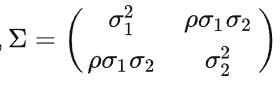 , Σ = ( σ₁² ρσ₁σ₂
ρσ₁σ₂ σ₂² )